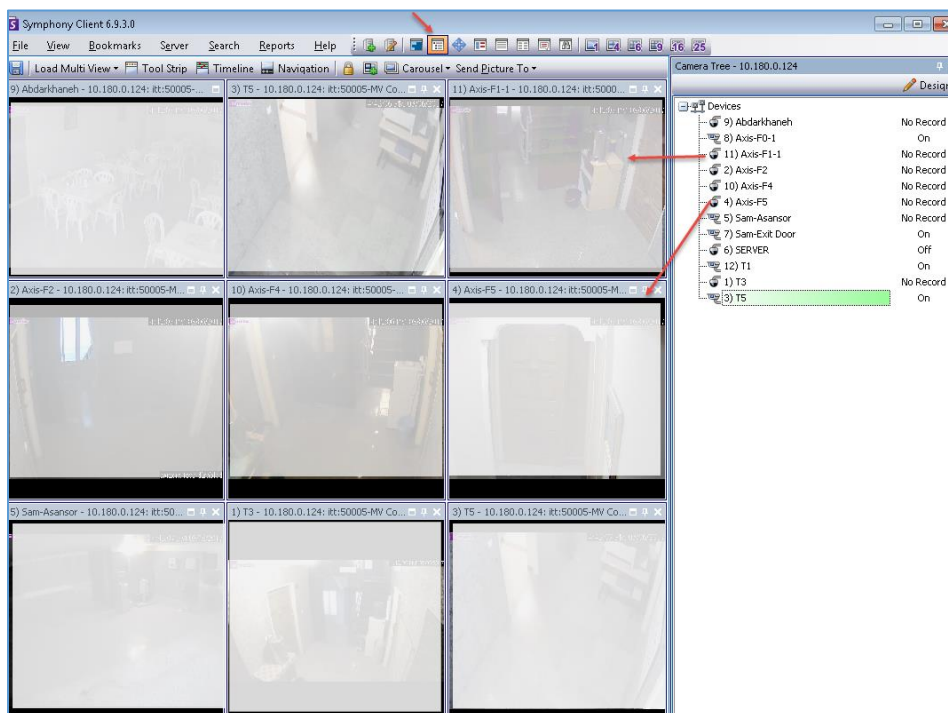 Symphony Client 6.9.3.0
File View Bookmarks Server Search Reports Help
1 4 6 9 16 25
Load Multi View Tool Strip Timeline Navigation Carousel Send Picture To
Camera Tree - 10.180.0.124
Design
9) Abdarkhaneh - 10.180.0.124: itt:50005-...
3) T5 - 10.180.0.124: itt:50005-MV Co...
11) Axis-F1-1 - 10.180.0.124: itt:5000...
Devices
9) Abdarkhaneh No Record
8) Axis-F0-1 On
11) Axis-F1-1 No Record
2) Axis-F2 No Record
10) Axis-F4 No Record
4) Axis-F5 No Record
5) Sam-Asansor No Record
7) Sam-Exit Door On
6) SERVER Off
12) T1 On
1) T3 No Record
3) T5 On
2) Axis-F2 - 10.180.0.124: itt:50005-M...
10) Axis-F4 - 10.180.0.124: itt:50005-...
4) Axis-F5 - 10.180.0.124: itt:50005-M...
5) Sam-Asansor - 10.180.0.124: itt:50...
1) T3 - 10.180.0.124: itt:50005-MV Co...
3) T5 - 10.180.0.124: itt:50005-MV Co...